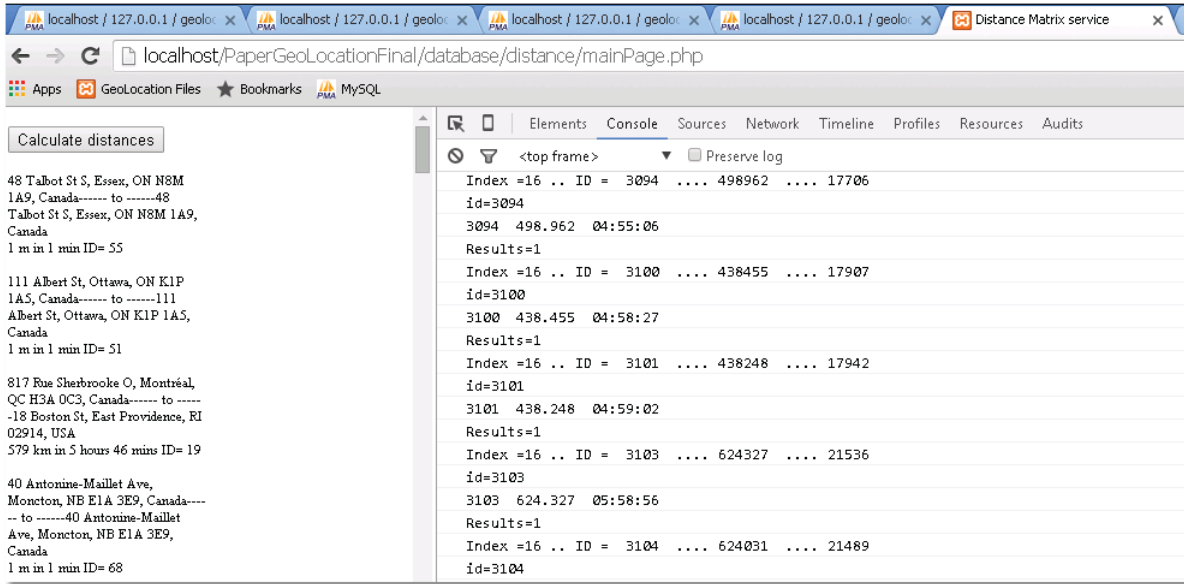 localhost / 127.0.0.1 / geoloc
localhost / 127.0.0.1 / geoloc
localhost / 127.0.0.1 / geoloc
localhost / 127.0.0.1 / geoloc
Distance Matrix service
localhost/PaperGeoLocationFinal/database/distance/mainPage.php
Apps GeoLocation Files Bookmarks MySQL
Calculate distances
48 Talbot St S, Essex, ON N8M
1A9, Canada------ to ------48
Talbot St S, Essex, ON N8M 1A9,
Canada
1 m in 1 min ID= 55
111 Albert St, Ottawa, ON K1P
1A5, Canada------ to ------111
Albert St, Ottawa, ON K1P 1A5,
Canada
1 m in 1 min ID= 51
817 Rue Sherbrooke O, Montréal,
QC H3A 0C3, Canada------ to -----
-18 Boston St, East Providence, RI
02914, USA
579 km in 5 hours 46 mins ID= 19
40 Antonine-Maillet Ave,
Moncton, NB E1A 3E9, Canada----
-- to ------40 Antonine-Maillet
Ave, Moncton, NB E1A 3E9,
Canada
1 m in 1 min ID= 68
Elements Console Sources Network Timeline Profiles Resources Audits
<top frame> ▼ Preserve log
Index =16 .. ID = 3094 .... 498962 .... 17706
id=3094
3094 498.962 04:55:06
Results=1
Index =16 .. ID = 3100 .... 438455 .... 17907
id=3100
3100 438.455 04:58:27
Results=1
Index =16 .. ID = 3101 .... 438248 .... 17942
id=3101
3101 438.248 04:59:02
Results=1
Index =16 .. ID = 3103 .... 624327 .... 21536
id=3103
3103 624.327 05:58:56
Results=1
Index =16 .. ID = 3104 .... 624031 .... 21489
id=3104